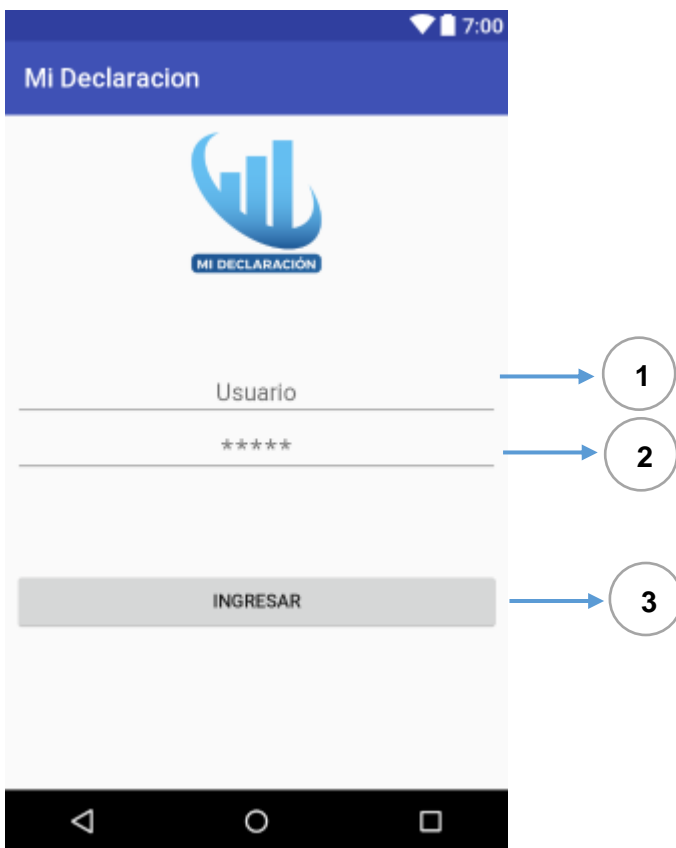 7:00
Mi Declaracion
MI DECLARACIÓN
Usuario
1
*****
2
INGRESAR
3